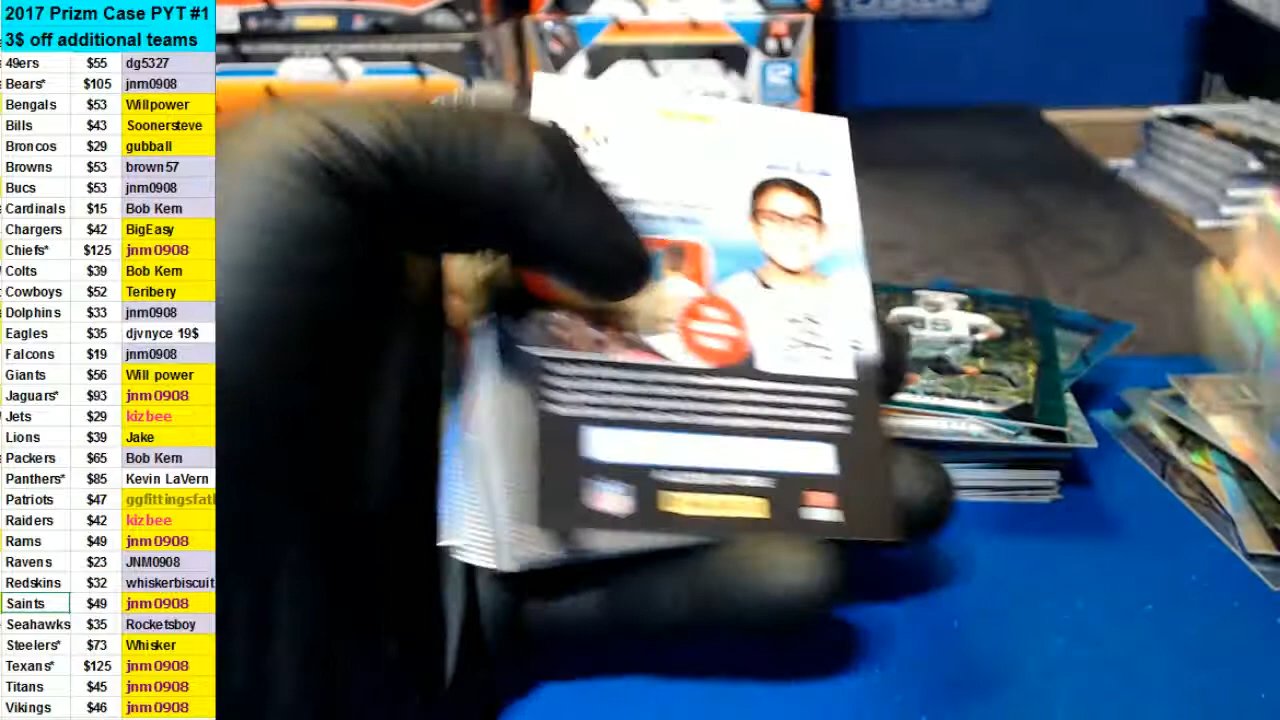 2017 Prizm Case PYT #1
3$ off additional teams
49ers $55 dg5327
Bears* $105 jnm0908
Bengals $53 Willpower
Bills $43 Soonersteve
Broncos $29 gubball
Browns $53 brown57
Bucs $53 jnm0908
Cardinals $15 Bob Kern
Chargers $42 BigEasy
Chiefs* $125 jnm0908
Colts $39 Bob Kern
Cowboys $52 Teribery
Dolphins $33 jnm0908
Eagles $35 djvnyce 19$
Falcons $19 jnm0908
Giants $56 Will power
Jaguars* $93 jnm0908
Jets $29 kizbee
Lions $39 Jake
Packers $65 Bob Kern
Panthers* $85 Kevin LaVern
Patriots $47 ggfittingsfatl
Raiders $42 kizbee
Rams $49 jnm0908
Ravens $23 JNM0908
Redskins $32 whiskerbiscuit
Saints $49 jnm0908
Seahawks $35 Rocketsboy
Steelers* $73 Whisker
Texans* $125 jnm0908
Titans $45 jnm0908
Vikings $46 jnm0908
12